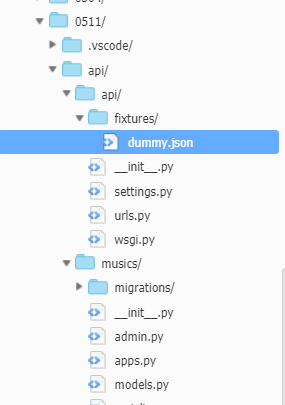 0511/
.vscode/
api/
api/
fixtures/
dummy.json
__init__.py
settings.py
urls.py
wsgi.py
musics/
migrations/
__init__.py
admin.py
apps.py
models.py